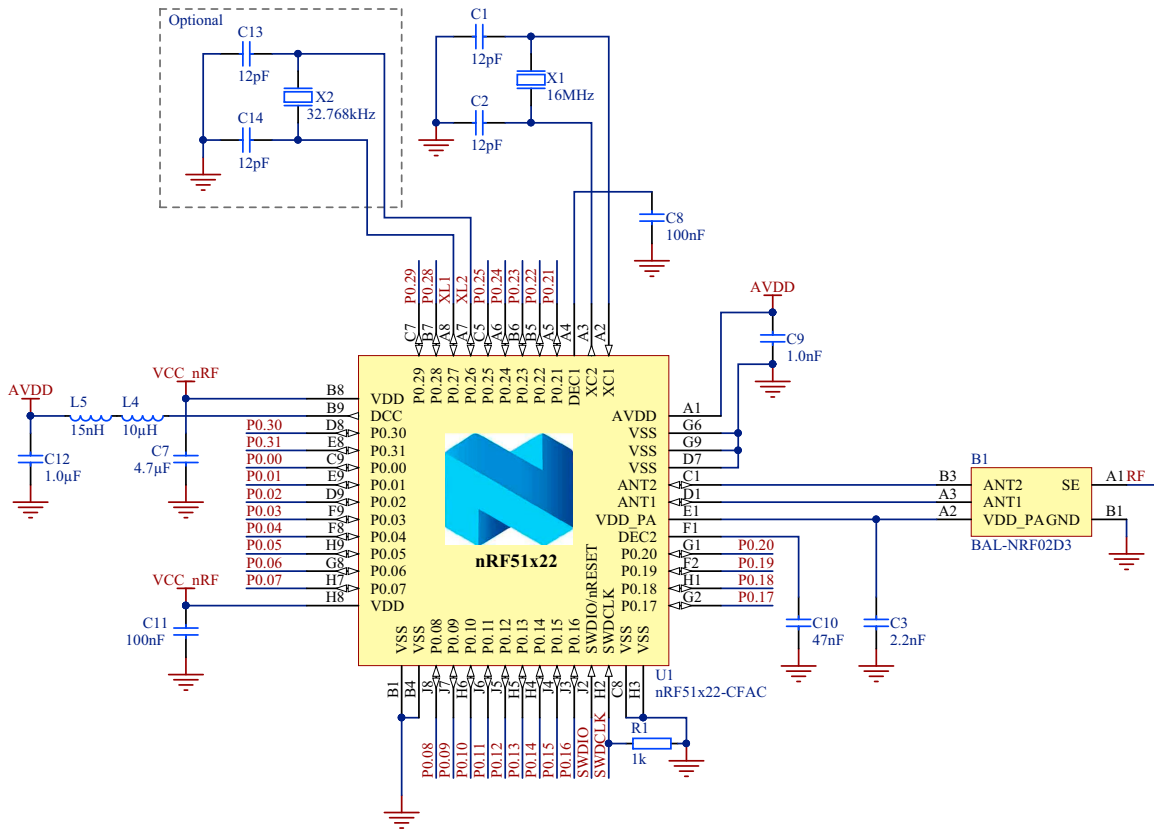 Optional
C13
12pF
X2
32.768kHz
C14
12pF
C1
12pF
X1
16MHz
C2
12pF
C8
100nF
P0.29
P0.28
XL1
XL2
P0.25
P0.24
P0.23
P0.22
P0.21
C7
B7
A8
A7
C5
A6
B6
B5
A5
A4
A3
A2
P0.29
P0.28
P0.27
P0.26
P0.25
P0.24
P0.23
P0.22
P0.21
DEC1
XC2
XC1
AVDD
C9
1.0nF
AVDD
L5
15nH
L4
10µH
VCC_nRF
C12
1.0µF
C7
4.7µF
B8
VDD
B9
DCC
P0.30
D8
P0.30
P0.31
E8
P0.31
P0.00
C9
P0.00
P0.01
E9
P0.01
P0.02
D9
P0.02
P0.03
F9
P0.03
P0.04
F8
P0.04
P0.05
H9
P0.05
P0.06
G8
P0.06
P0.07
H7
P0.07
VCC_nRF
H8
VDD
C11
100nF
nRF51x22
AVDD
A1
VSS
G6
VSS
G9
VSS
D7
ANT2
C1
ANT1
D1
VDD_PA
E1
DEC2
F1
P0.20
G1
P0.20
P0.19
F2
P0.19
P0.18
H1
P0.18
P0.17
G2
P0.17
B1
B3
ANT2
SE
A1
RF
A3
ANT1
A2
VDD_PA
GND
B1
BAL-NRF02D3
C10
47nF
C3
2.2nF
VSS
VSS
P0.08
P0.09
P0.10
P0.11
P0.12
P0.13
P0.14
P0.15
P0.16
SWDIO/nRESET
SWDCLK
VSS
VSS
B1
B4
J8
J7
H6
J6
J5
H5
H4
J4
J3
J2
H2
C8
H3
U1
nRF51x22-CFAC
P0.08
P0.09
P0.10
P0.11
P0.12
P0.13
P0.14
P0.15
P0.16
SWDIO
SWDCLK
R1
1k